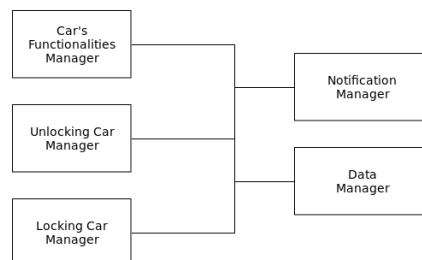 Car's
Functionalities
Manager
Notification
Manager
Unlocking Car
Manager
Data
Manager
Locking Car
Manager